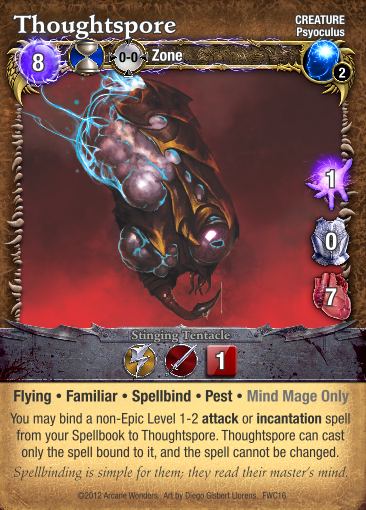 Thoughtspore
CREATURE
Psyoculus
8
0-0
Zone
2
1
0
7
Stinging Tentacle
1
Flying • Familiar • Spellbind • Pest • Mind Mage Only
You may bind a non-Epic Level 1-2 attack or incantation spell
from your Spellbook to Thoughtspore. Thoughtspore can cast
only the spell bound to it, and the spell cannot be changed.
Spellbinding is simple for them; they read their master's mind.
©2012 Arcane Wonders. Art by Diego Gisbert Llorens. FWC16